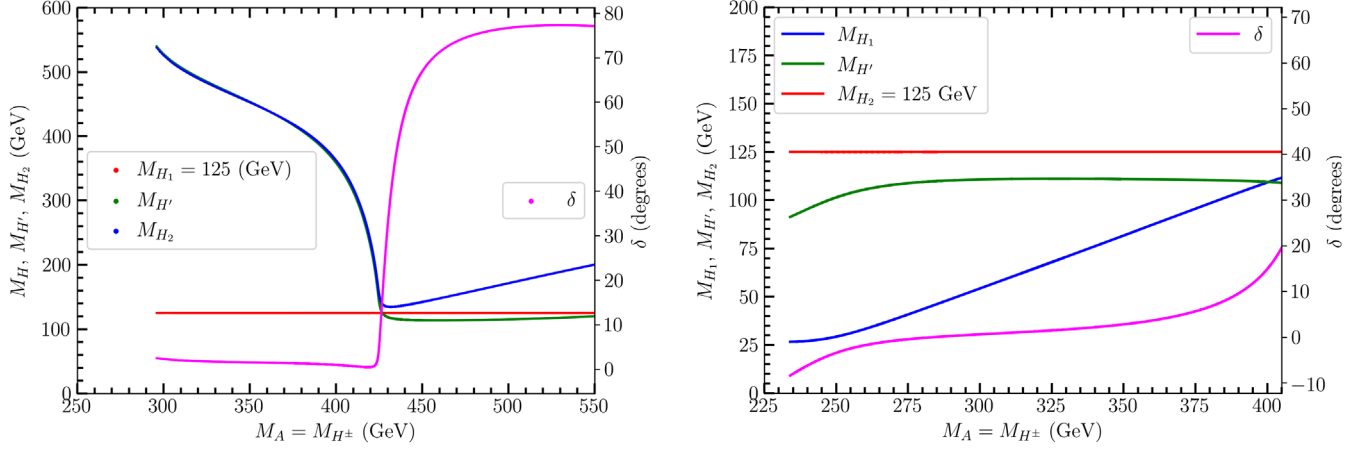 600
500
400
300
200
100
0
M_H, M_{H'}, M_{H_2} (GeV)
M_{H_1} = 125 (GeV)
M_{H'}
M_{H_2}
δ
80
70
60
50
40
30
20
10
0
δ (degrees)
250 300 350 400 450 500 550
M_A = M_{H^±} (GeV)
200
175
150
125
100
75
50
25
0
M_{H_1}, M_{H'}, M_{H_2} (GeV)
M_{H_1}
M_{H'}
M_{H_2} = 125 GeV
δ
70
60
50
40
30
20
10
0
−10
δ (degrees)
225 250 275 300 325 350 375 400
M_A = M_{H^±} (GeV)